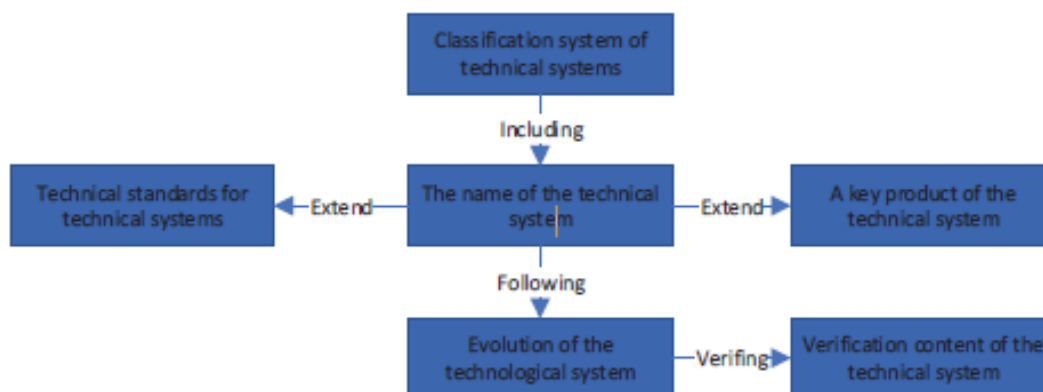 Classification system of
technical systems
Including
Technical standards for
technical systems
Extend
The name of the technical
system
Extend
A key product of the
technical system
Following
Evolution of the
technological system
Verifing
Verification content of the
technical system